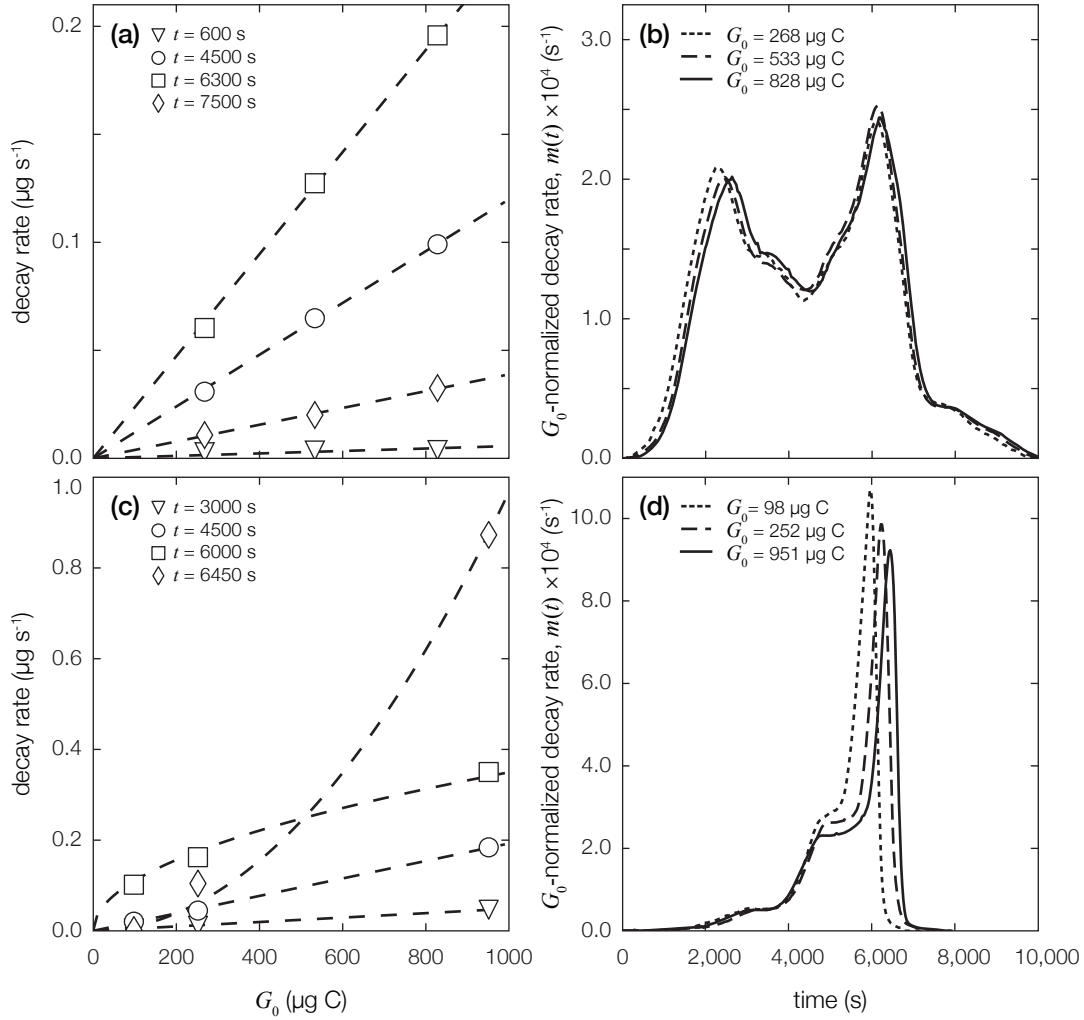 (a)
t = 600 s
t = 4500 s
t = 6300 s
t = 7500 s
0.2
0.1
0.0
decay rate (µg s⁻¹)
(b)
G₀ = 268 µg C
G₀ = 533 µg C
G₀ = 828 µg C
3.0
2.0
1.0
0.0
G₀-normalized decay rate, m(t) ×10⁴ (s⁻¹)
(c)
t = 3000 s
t = 4500 s
t = 6000 s
t = 6450 s
1.0
0.8
0.6
0.4
0.2
0.0
decay rate (µg s⁻¹)
0 200 400 600 800 1000
G₀ (µg C)
(d)
G₀= 98 µg C
G₀ = 252 µg C
G₀ = 951 µg C
10.0
8.0
6.0
4.0
2.0
0.0
G₀-normalized decay rate, m(t) ×10⁴ (s⁻¹)
0 2,000 4,000 6,000 8,000 10,000
time (s)